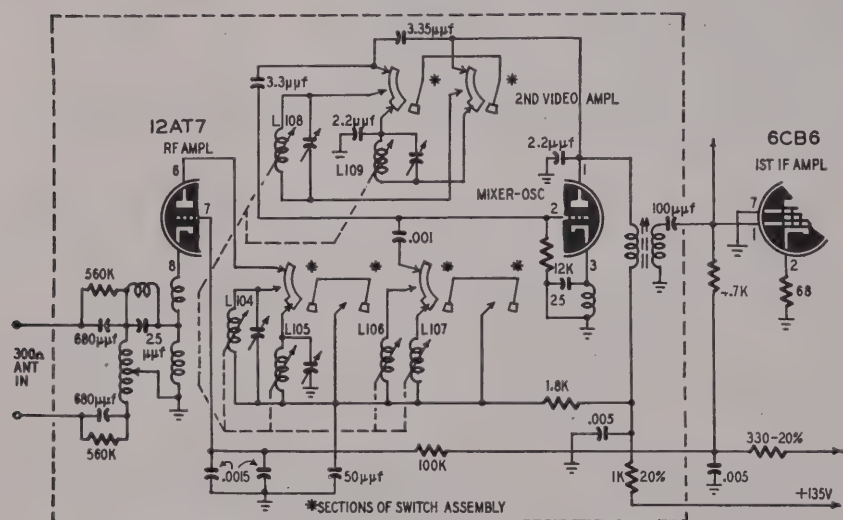 3.35µµf
3.3µµf
*
*
2ND VIDEO AMPL
L108
2.2µµf
L109
12AT7
RF AMPL
6
7
8
2.2µµf
1
MIXER-OSC
2
3
6CB6
1ST IF AMPL
7
1
2
100µµf
.001
12K
25
4.7K
68
560K
680µµf
25
µµf
300Ω
ANT
IN
680µµf
560K
L104
*
*
*
*
L105
L106
L107
1.8K
.005
330-20%
100K
.0015
50µµf
1K
20%
.005
+135V
*SECTIONS OF SWITCH ASSEMBLY